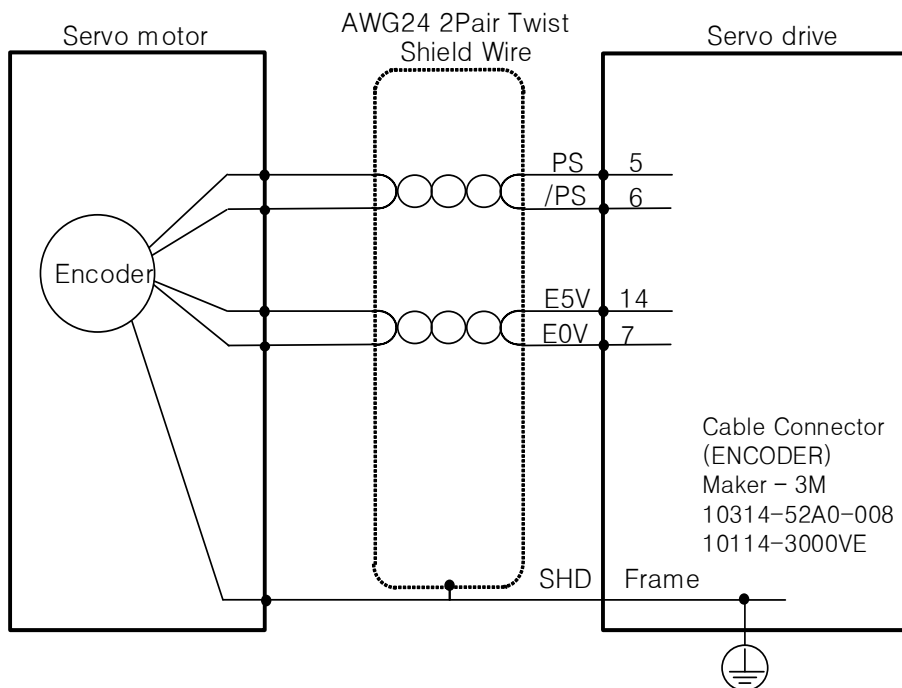 Servo motor
AWG24 2Pair Twist
Shield Wire
Servo drive
PS
5
/PS
6
Encoder
E5V
14
E0V
7
Cable Connector
(ENCODER)
Maker - 3M
10314-52A0-008
10114-3000VE
SHD
Frame